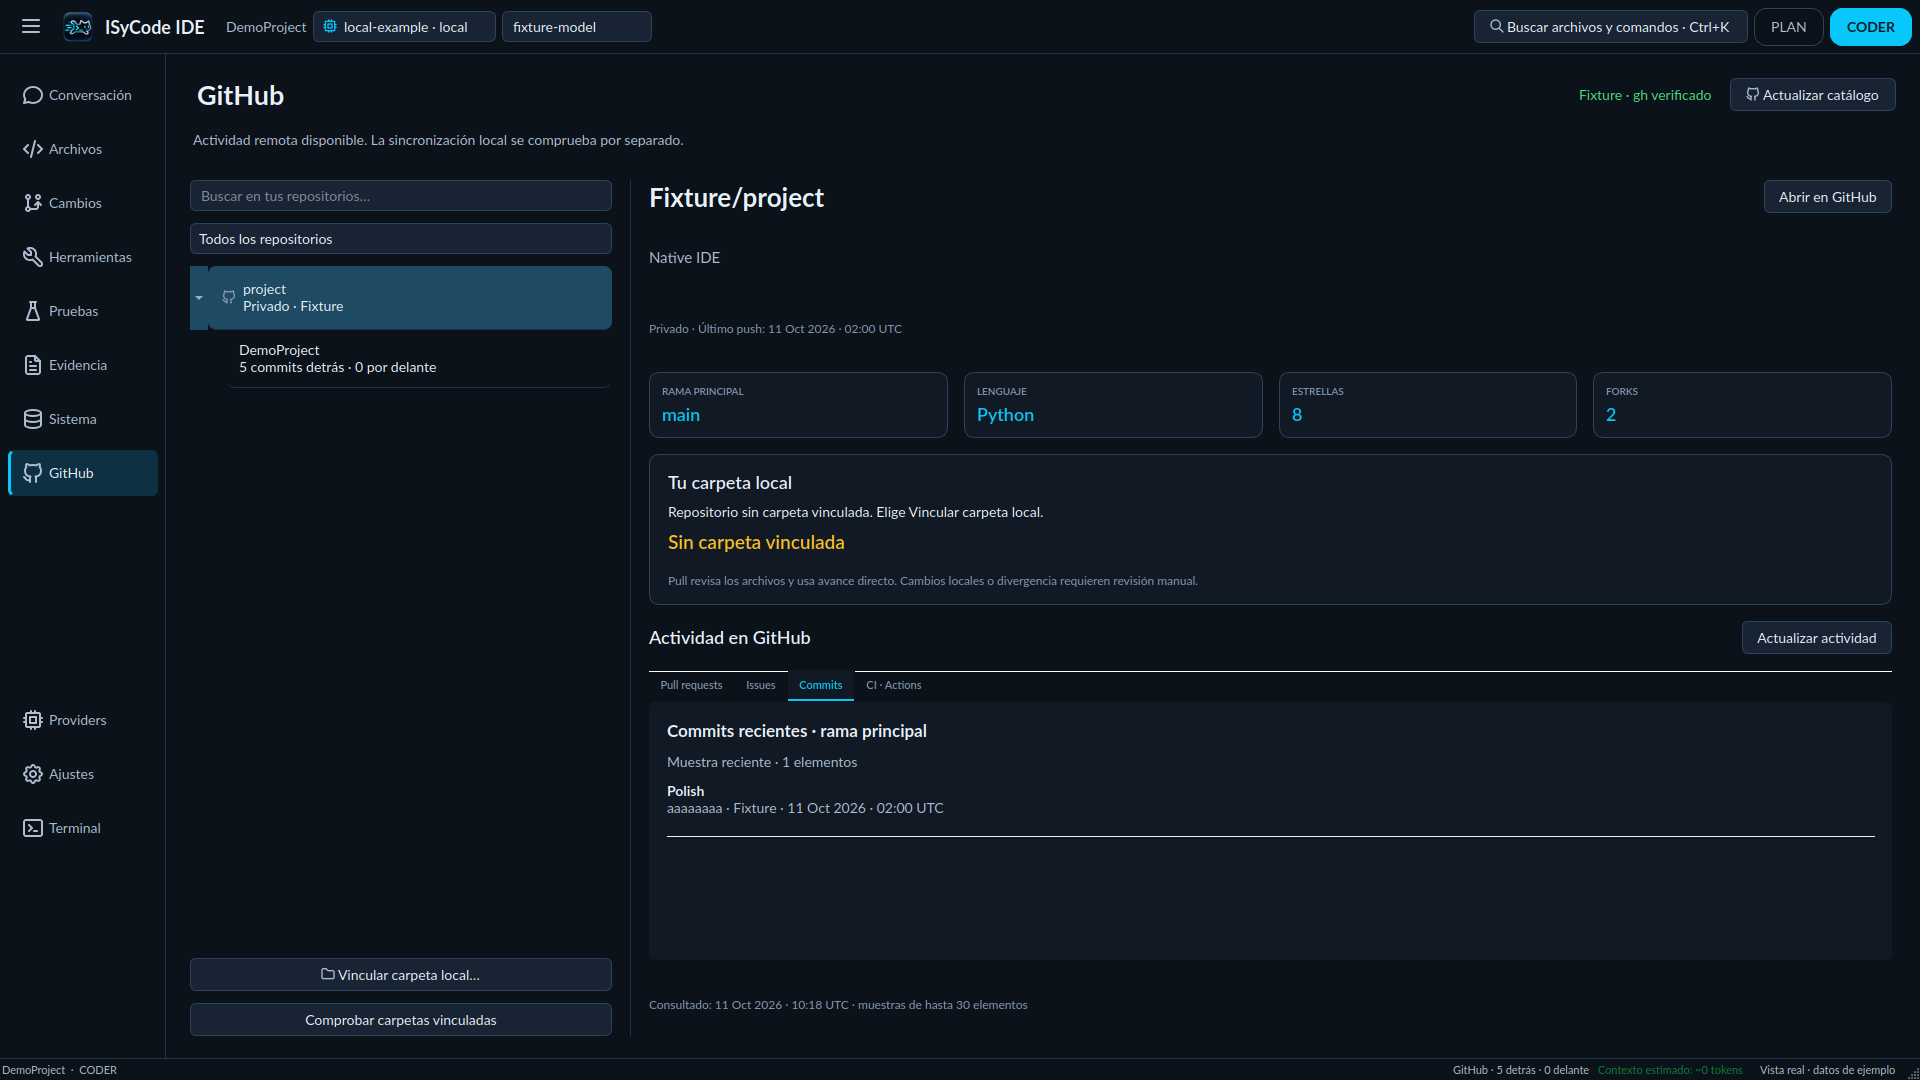 ISyCode IDE
DemoProject
local-example · local
fixture-model
Buscar archivos y comandos · Ctrl+K
PLAN
CODER
Conversación
Archivos
Cambios
Herramientas
Pruebas
Evidencia
Sistema
GitHub
Providers
Ajustes
Terminal
GitHub
Fixture · gh verificado
Actualizar catálogo
Actividad remota disponible. La sincronización local se comprueba por separado.
Buscar en tus repositorios...
Todos los repositorios
project
Privado · Fixture
DemoProject
5 commits detrás · 0 por delante
Vincular carpeta local...
Comprobar carpetas vinculadas
Fixture/project
Abrir en GitHub
Native IDE
Privado · Último push: 11 Oct 2026 · 02:00 UTC
RAMA PRINCIPAL
main
LENGUAJE
Python
ESTRELLAS
8
FORKS
2
Tu carpeta local
Repositorio sin carpeta vinculada. Elige Vincular carpeta local.
Sin carpeta vinculada
Pull revisa los archivos y usa avance directo. Cambios locales o divergencia requieren revisión manual.
Actividad en GitHub
Actualizar actividad
Pull requests
Issues
Commits
CI · Actions
Commits recientes · rama principal
Muestra reciente · 1 elementos
Polish
aaaaaaaa · Fixture · 11 Oct 2026 · 02:00 UTC
Consultado: 11 Oct 2026 · 10:18 UTC · muestras de hasta 30 elementos
DemoProject · CODER
GitHub · 5 detrás · 0 delante
Contexto estimado: ~0 tokens
Vista real · datos de ejemplo